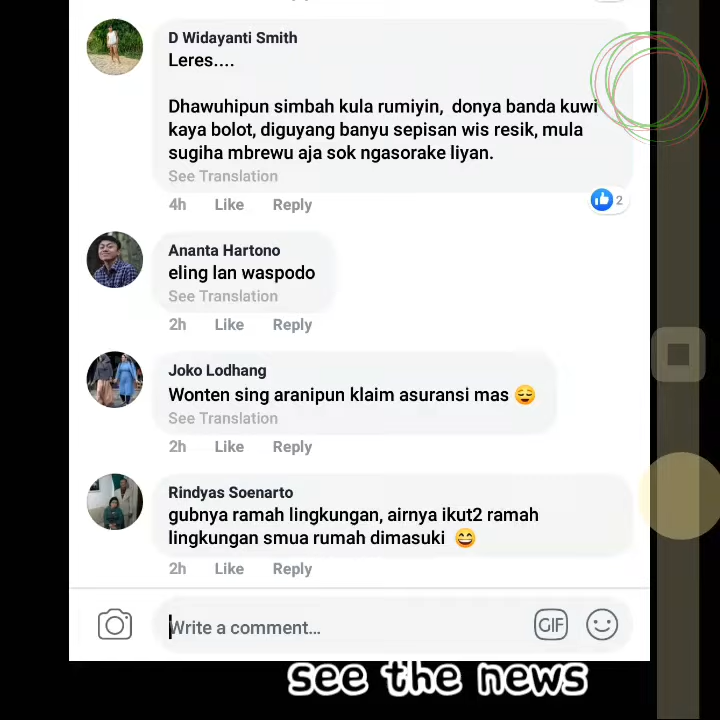 D Widayanti Smith
Leres....
Dhawuhipun simbah kula rumiyin, donya banda kuwi
kaya bolot, diguyang banyu sepisan wis resik, mula
sugiha mbrewu aja sok ngasorake liyan.
See Translation
4h Like Reply 2
Ananta Hartono
eling lan waspodo
See Translation
2h Like Reply
Joko Lodhang
Wonten sing aranipun klaim asuransi mas 😌
See Translation
2h Like Reply
Rindyas Soenarto
gubnya ramah lingkungan, airnya ikut2 ramah
lingkungan smua rumah dimasuki 😄
2h Like Reply
Write a comment... GIF
see the news